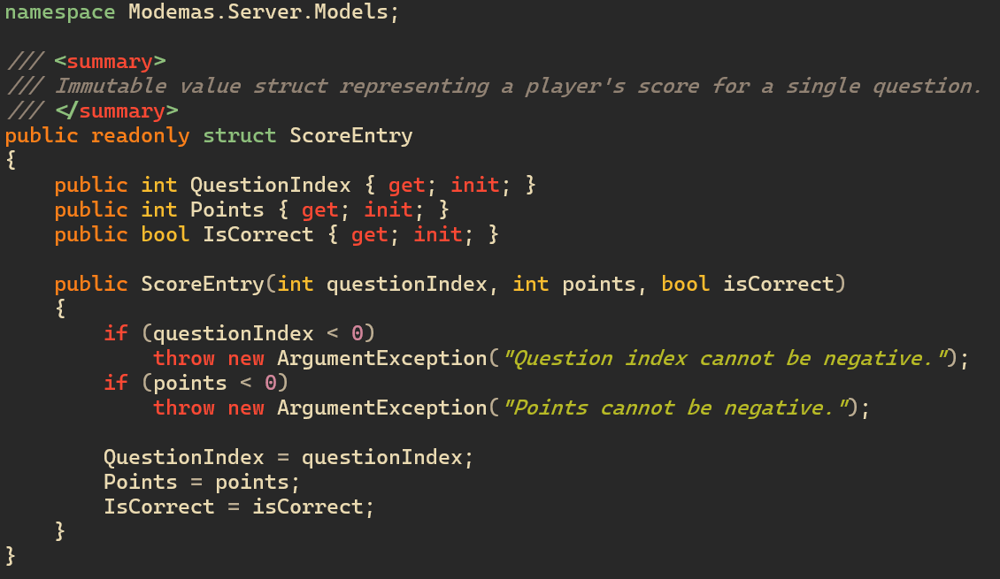 namespace Modemas.Server.Models;

/// <summary>
/// Immutable value struct representing a player's score for a single question.
/// </summary>
public readonly struct ScoreEntry
{
    public int QuestionIndex { get; init; }
    public int Points { get; init; }
    public bool IsCorrect { get; init; }

    public ScoreEntry(int questionIndex, int points, bool isCorrect)
    {
        if (questionIndex < 0)
            throw new ArgumentException("Question index cannot be negative.");
        if (points < 0)
            throw new ArgumentException("Points cannot be negative.");

        QuestionIndex = questionIndex;
        Points = points;
        IsCorrect = isCorrect;
    }
}